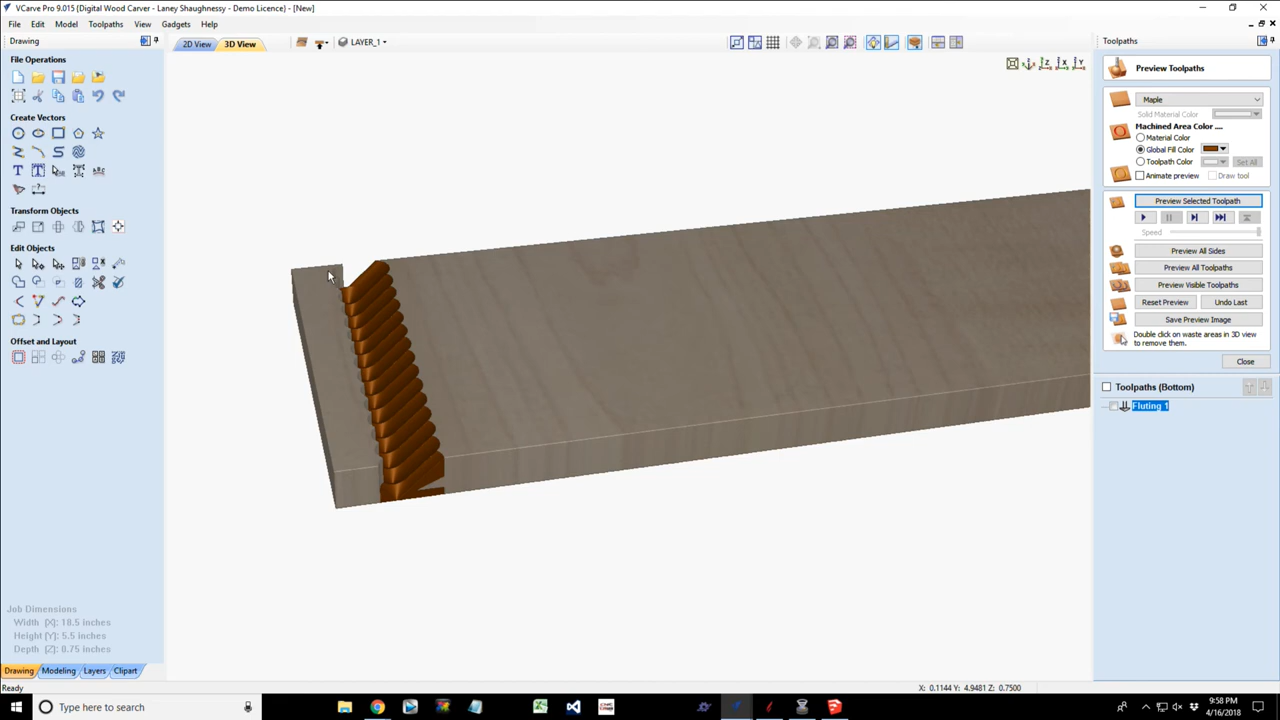 VCarve Pro 9.015 {Digital Wood Carver - Laney Shaughnessy - Demo Licence} - [New]
File Edit Model Toolpaths View Gadgets Help
Drawing
2D View 3D View LAYER_1
Toolpaths
File Operations
Create Vectors
Transform Objects
Edit Objects
Offset and Layout
Job Dimensions
Width (X): 18.5 inches
Height (Y): 5.5 inches
Depth (Z): 0.75 inches
Drawing Modeling Layers Clipart
Z X Y
Preview Toolpaths
Maple
Solid Material Color
Machined Area Color ....
Material Color
Global Fill Color
Toolpath Color Set All
Animate preview Draw tool
Preview Selected Toolpath
Speed
Preview All Sides
Preview All Toolpaths
Preview Visible Toolpaths
Reset Preview Undo Last
Save Preview Image
Double click on waste areas in 3D view
to remove them.
Close
Toolpaths (Bottom)
Fluting 1
Ready
X: 0.1144 Y: 4.9481 Z: 0.7500
Type here to search
9:58 PM
4/16/2018